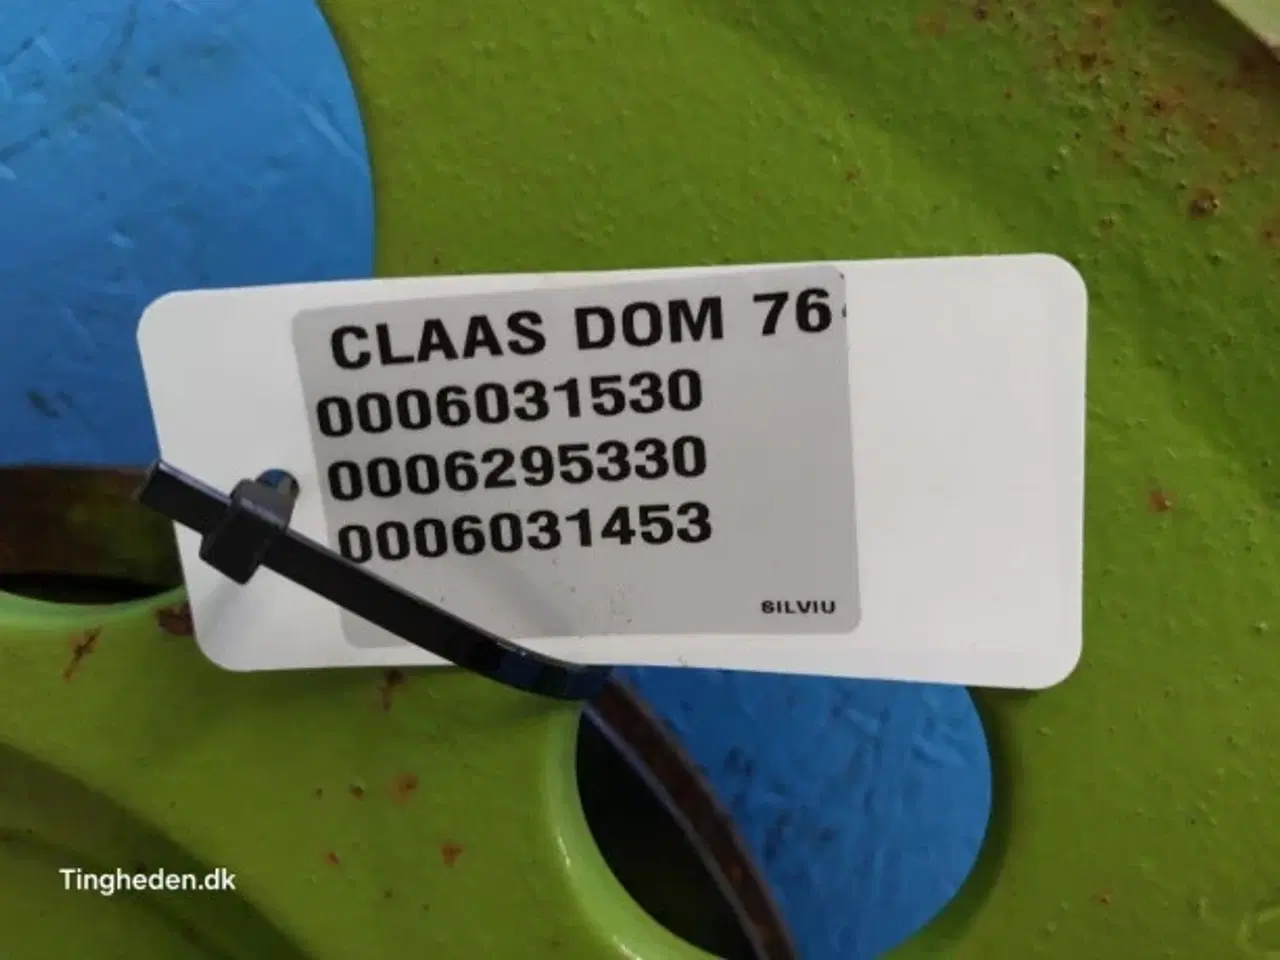 CLAAS DOM 76
0006031530
0006295330
0006031453
SILVIU
Tingheden.dk